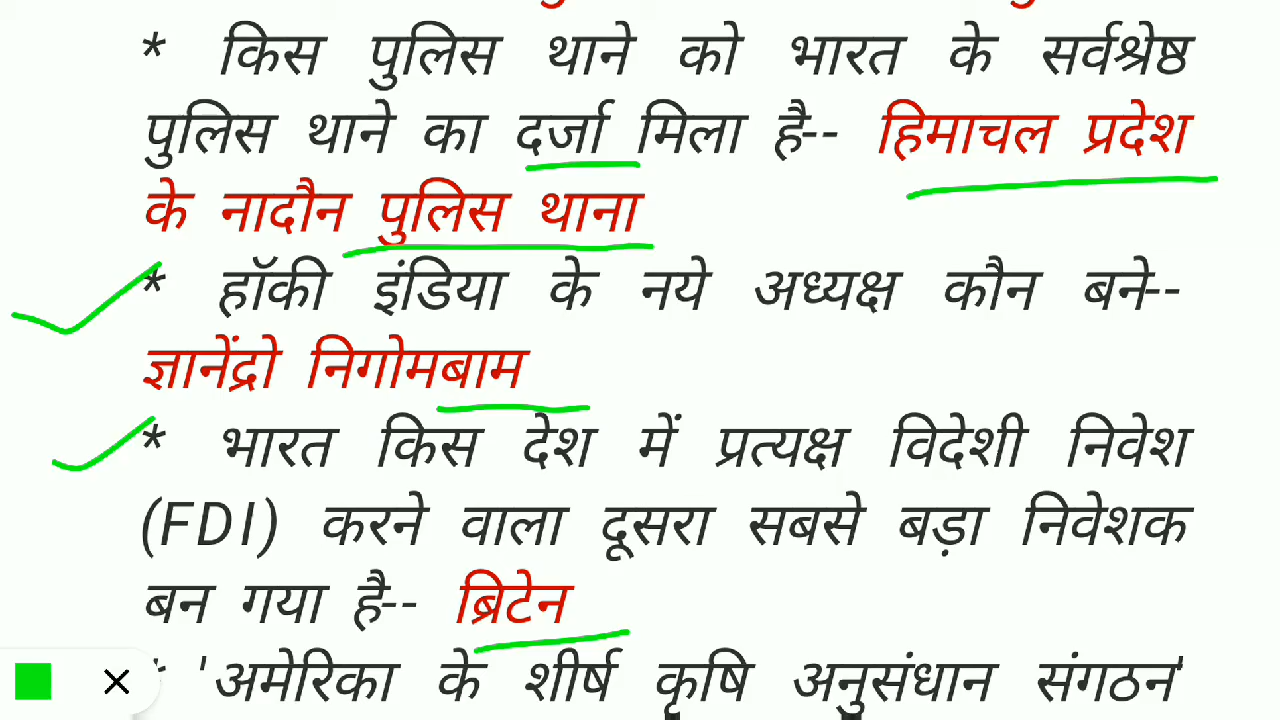 * किस पुलिस थाने को भारत के सर्वश्रेष्ठ
पुलिस थाने का दर्जा मिला है-- हिमाचल प्रदेश
के नादौन पुलिस थाना
* हॉकी इंडिया के नये अध्यक्ष कौन बने--
ज्ञानेंद्रो निगोमबाम
* भारत किस देश में प्रत्यक्ष विदेशी निवेश
(FDI) करने वाला दूसरा सबसे बड़ा निवेशक
बन गया है-- ब्रिटेन
* 'अमेरिका के शीर्ष कृषि अनुसंधान संगठन'